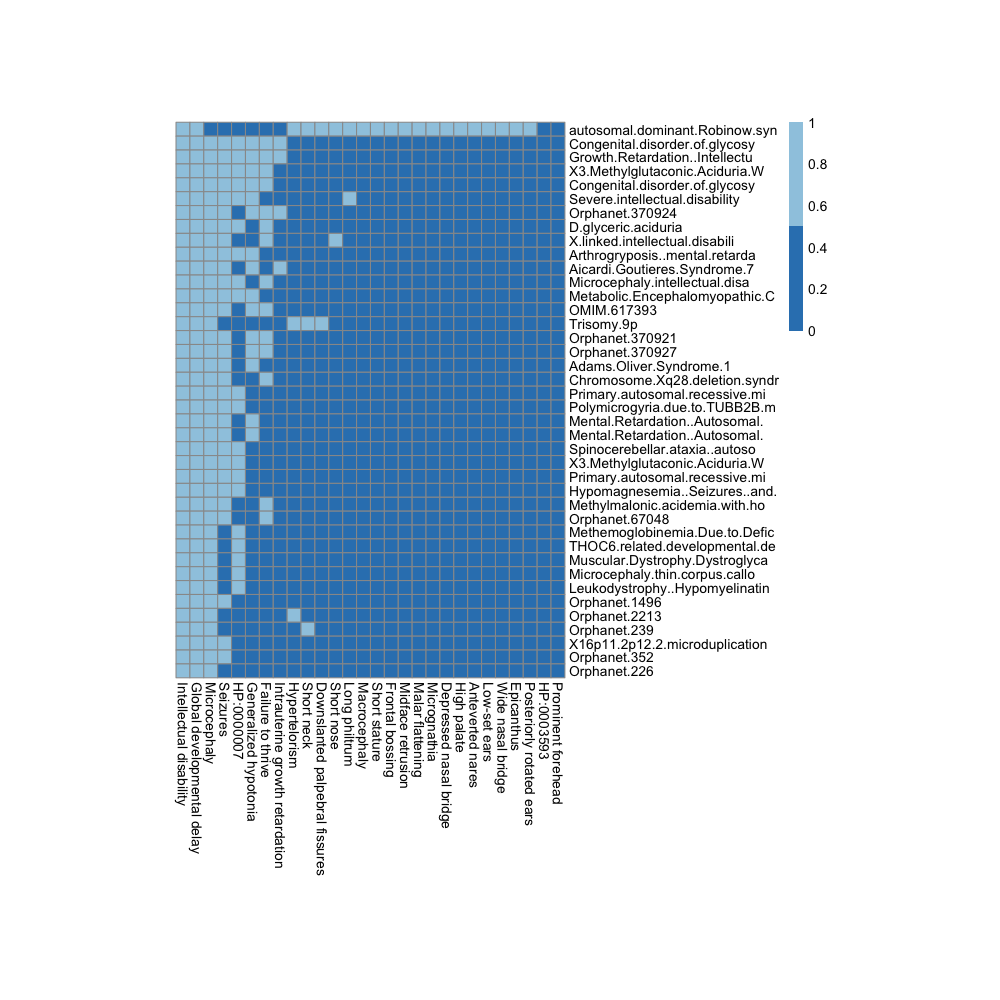 autosomal.dominant.Robinow.syn
Congenital.disorder.of.glycosy
Growth.Retardation..Intellectu
X3.Methylglutaconic.Aciduria.W
Congenital.disorder.of.glycosy
Severe.intellectual.disability
Orphanet.370924
D.glyceric.aciduria
X.linked.intellectual.disabili
Arthrogryposis..mental.retarda
Aicardi.Goutieres.Syndrome.7
Microcephaly.intellectual.disa
Metabolic.Encephalomyopathic.C
OMIM.617393
Trisomy.9p
Orphanet.370921
Orphanet.370927
Adams.Oliver.Syndrome.1
Chromosome.Xq28.deletion.syndr
Primary.autosomal.recessive.mi
Polymicrogyria.due.to.TUBB2B.m
Mental.Retardation..Autosomal.
Mental.Retardation..Autosomal.
Spinocerebellar.ataxia..autoso
X3.Methylglutaconic.Aciduria.W
Primary.autosomal.recessive.mi
Hypomagnesemia..Seizures..and.
Methylmalonic.acidemia.with.ho
Orphanet.67048
Methemoglobinemia.Due.to.Defic
THOC6.related.developmental.de
Muscular.Dystrophy.Dystroglyca
Microcephaly.thin.corpus.callo
Leukodystrophy..Hypomyelinatin
Orphanet.1496
Orphanet.2213
Orphanet.239
X16p11.2p12.2.microduplication
Orphanet.352
Orphanet.226
1
0.8
0.6
0.4
0.2
0
Intellectual disability
Global developmental delay
Microcephaly
Seizures
HP:0000007
Generalized hypotonia
Failure to thrive
Intrauterine growth retardation
Hypertelorism
Short neck
Downslanted palpebral fissures
Short nose
Long philtrum
Macrocephaly
Short stature
Frontal bossing
Midface retrusion
Malar flattening
Micrognathia
Depressed nasal bridge
High palate
Anteverted nares
Low-set ears
Wide nasal bridge
Epicanthus
Posteriorly rotated ears
HP:0003593
Prominent forehead